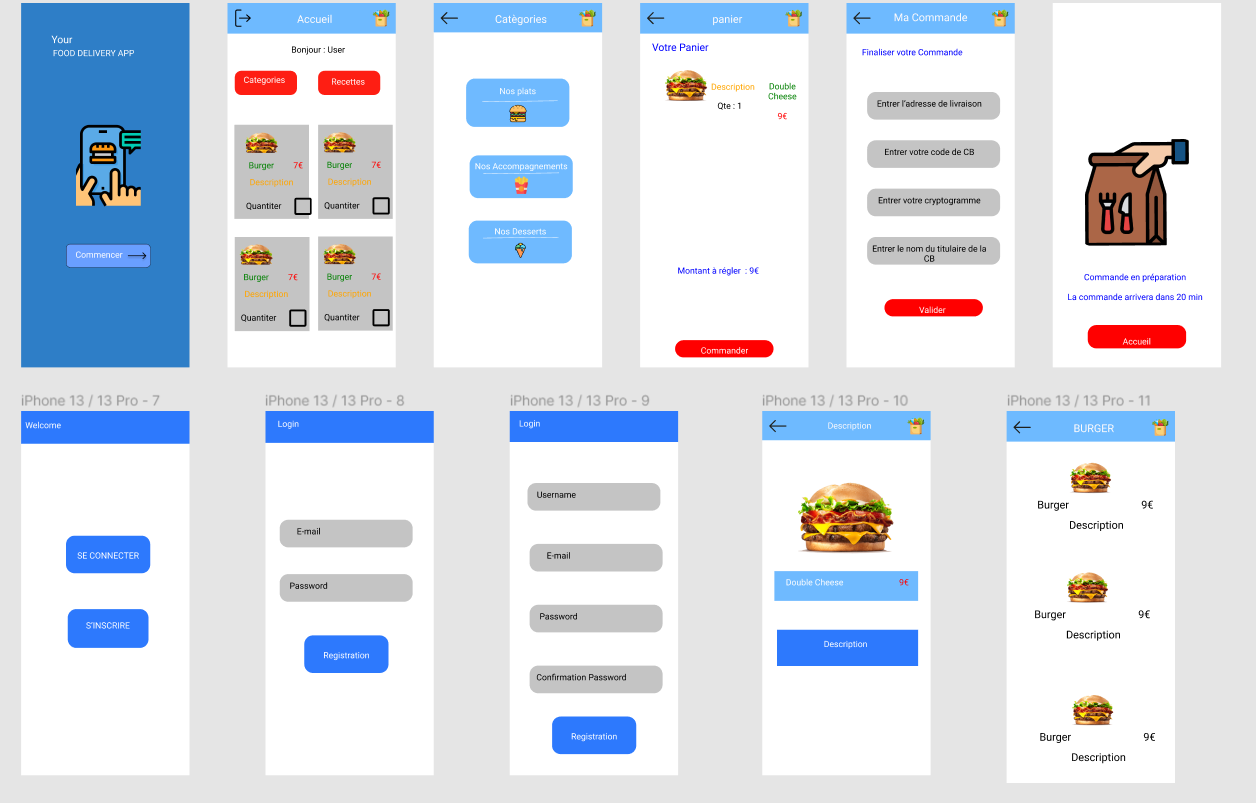 Your
FOOD DELIVERY APP
Commencer
Accueil
Bonjour : User
Categories
Recettes
Burger 7€
Description
Quantiter
Burger 7€
Description
Quantiter
Burger 7€
Description
Quantiter
Burger 7€
Description
Quantiter
Catègories
Nos plats
Nos Accompagnements
Nos Desserts
panier
Votre Panier
Description
Qte : 1
Double
Cheese
9€
Montant à régler : 9€
Commander
Ma Commande
Finaliser votre Commande
Entrer l'adresse de livraison
Entrer votre code de CB
Entrer votre cryptogramme
Entrer le nom du titulaire de la
CB
Valider
Commande en préparation
La commande arrivera dans 20 min
Accueil
iPhone 13 / 13 Pro - 7
Welcome
SE CONNECTER
S'INSCRIRE
iPhone 13 / 13 Pro - 8
Login
E-mail
Password
Registration
iPhone 13 / 13 Pro - 9
Login
Username
E-mail
Password
Confirmation Password
Registration
iPhone 13 / 13 Pro - 10
Description
Double Cheese 9€
Description
iPhone 13 / 13 Pro - 11
BURGER
Burger 9€
Description
Burger 9€
Description
Burger 9€
Description